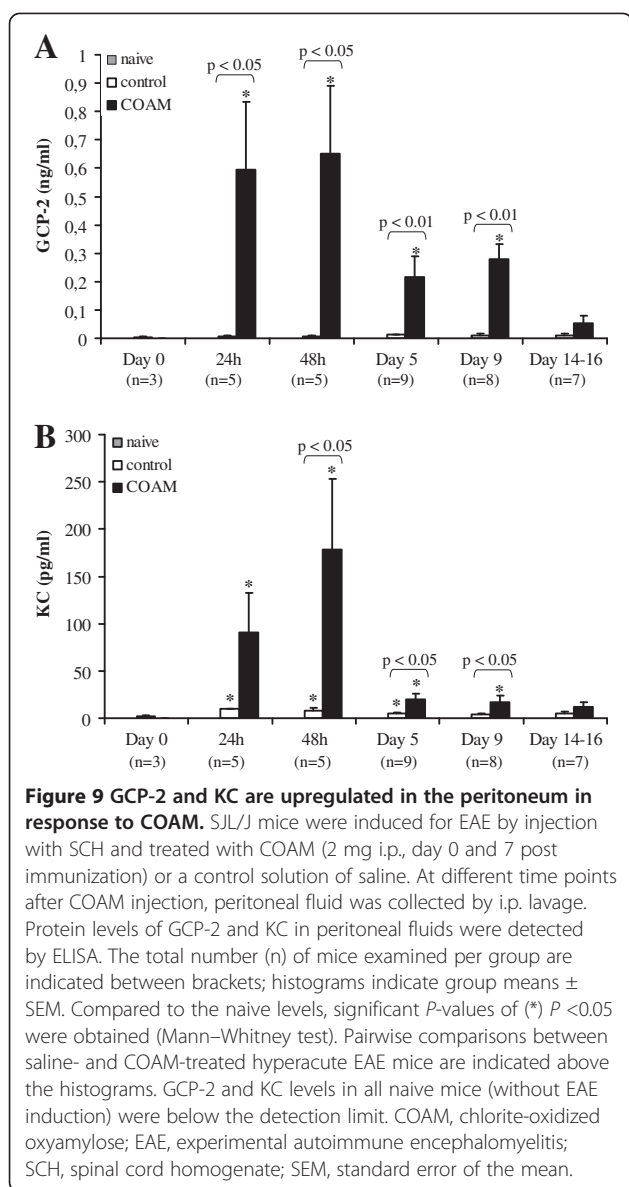 A
naive
control
COAM
p < 0.05
p < 0.05
p < 0.01
p < 0.01
*
*
*
*
GCP-2 (ng/ml)
1
0,9
0,8
0,7
0,6
0,5
0,4
0,3
0,2
0,1
0
Day 0 24h 48h Day 5 Day 9 Day 14-16
(n=3) (n=5) (n=5) (n=9) (n=8) (n=7)
B
naive
control
COAM
p < 0.05
p < 0.05
p < 0.05
* * * * * * *
KC (pg/ml)
300
250
200
150
100
50
0
Day 0 24h 48h Day 5 Day 9 Day 14-16
(n=3) (n=5) (n=5) (n=9) (n=8) (n=7)
Figure 9 GCP-2 and KC are upregulated in the peritoneum in
response to COAM. SJL/J mice were induced for EAE by injection
with SCH and treated with COAM (2 mg i.p., day 0 and 7 post
immunization) or a control solution of saline. At different time points
after COAM injection, peritoneal fluid was collected by i.p. lavage.
Protein levels of GCP-2 and KC in peritoneal fluids were detected
by ELISA. The total number (n) of mice examined per group are
indicated between brackets; histograms indicate group means ±
SEM. Compared to the naive levels, significant P-values of (*) P <0.05
were obtained (Mann–Whitney test). Pairwise comparisons between
saline- and COAM-treated hyperacute EAE mice are indicated above
the histograms. GCP-2 and KC levels in all naive mice (without EAE
induction) were below the detection limit. COAM, chlorite-oxidized
oxyamylose; EAE, experimental autoimmune encephalomyelitis;
SCH, spinal cord homogenate; SEM, standard error of the mean.